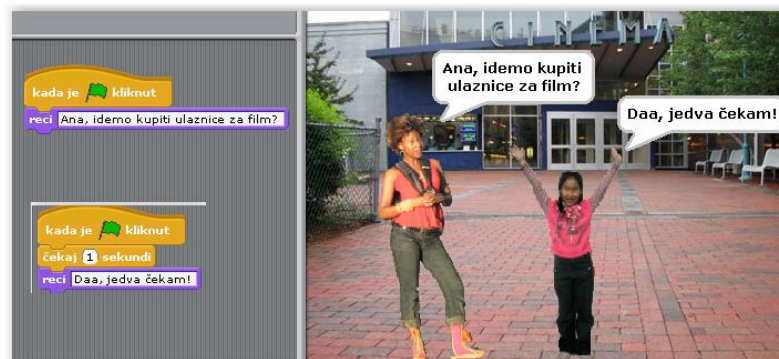 kada je kliknut
reci Ana, idemo kupiti ulaznice za film?
kada je kliknut
čekaj 1 sekundi
reci Daa, jedva čekam!
CINEMA
Ana, idemo kupiti
ulaznice za film?
Daa, jedva čekam!